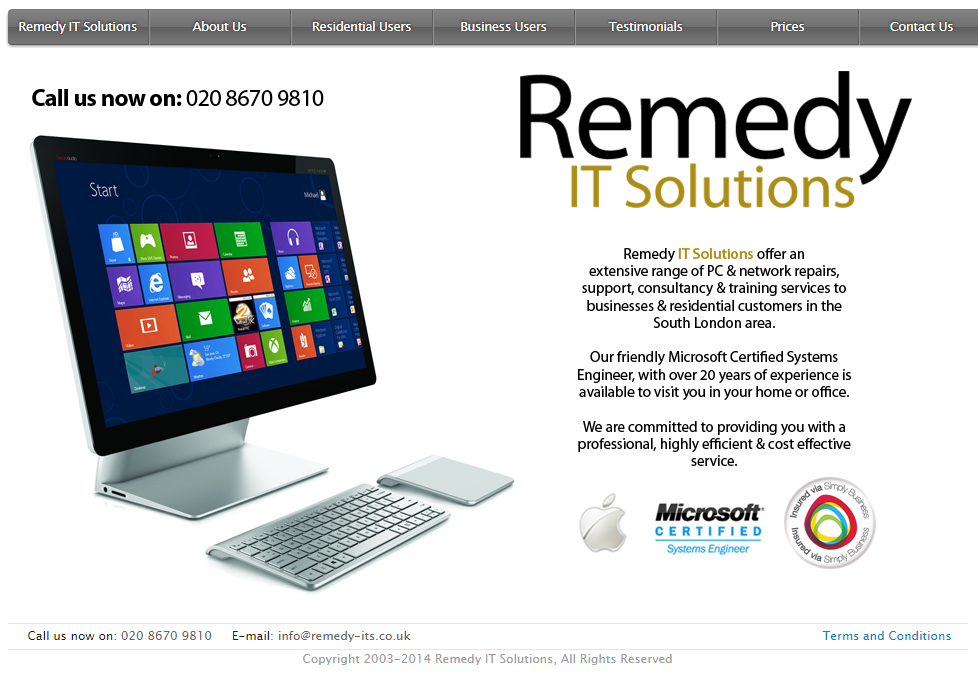 Remedy IT Solutions
About Us
Residential Users
Business Users
Testimonials
Prices
Contact Us
Call us now on: 020 8670 9810
Remedy
IT Solutions
Start
Michael
Remedy IT Solutions offer an
extensive range of PC & network repairs,
support, consultancy & training services to
businesses & residential customers in the
South London area.
Our friendly Microsoft Certified Systems
Engineer, with over 20 years of experience is
available to visit you in your home or office.
We are committed to providing you with a
professional, highly efficient & cost effective
service.
Microsoft
CERTIFIED
Systems Engineer
Insured via Simply Business
Insured via Simply Business
Call us now on: 020 8670 9810
E-mail: info@remedy-its.co.uk
Terms and Conditions
Copyright 2003-2014 Remedy IT Solutions, All Rights Reserved